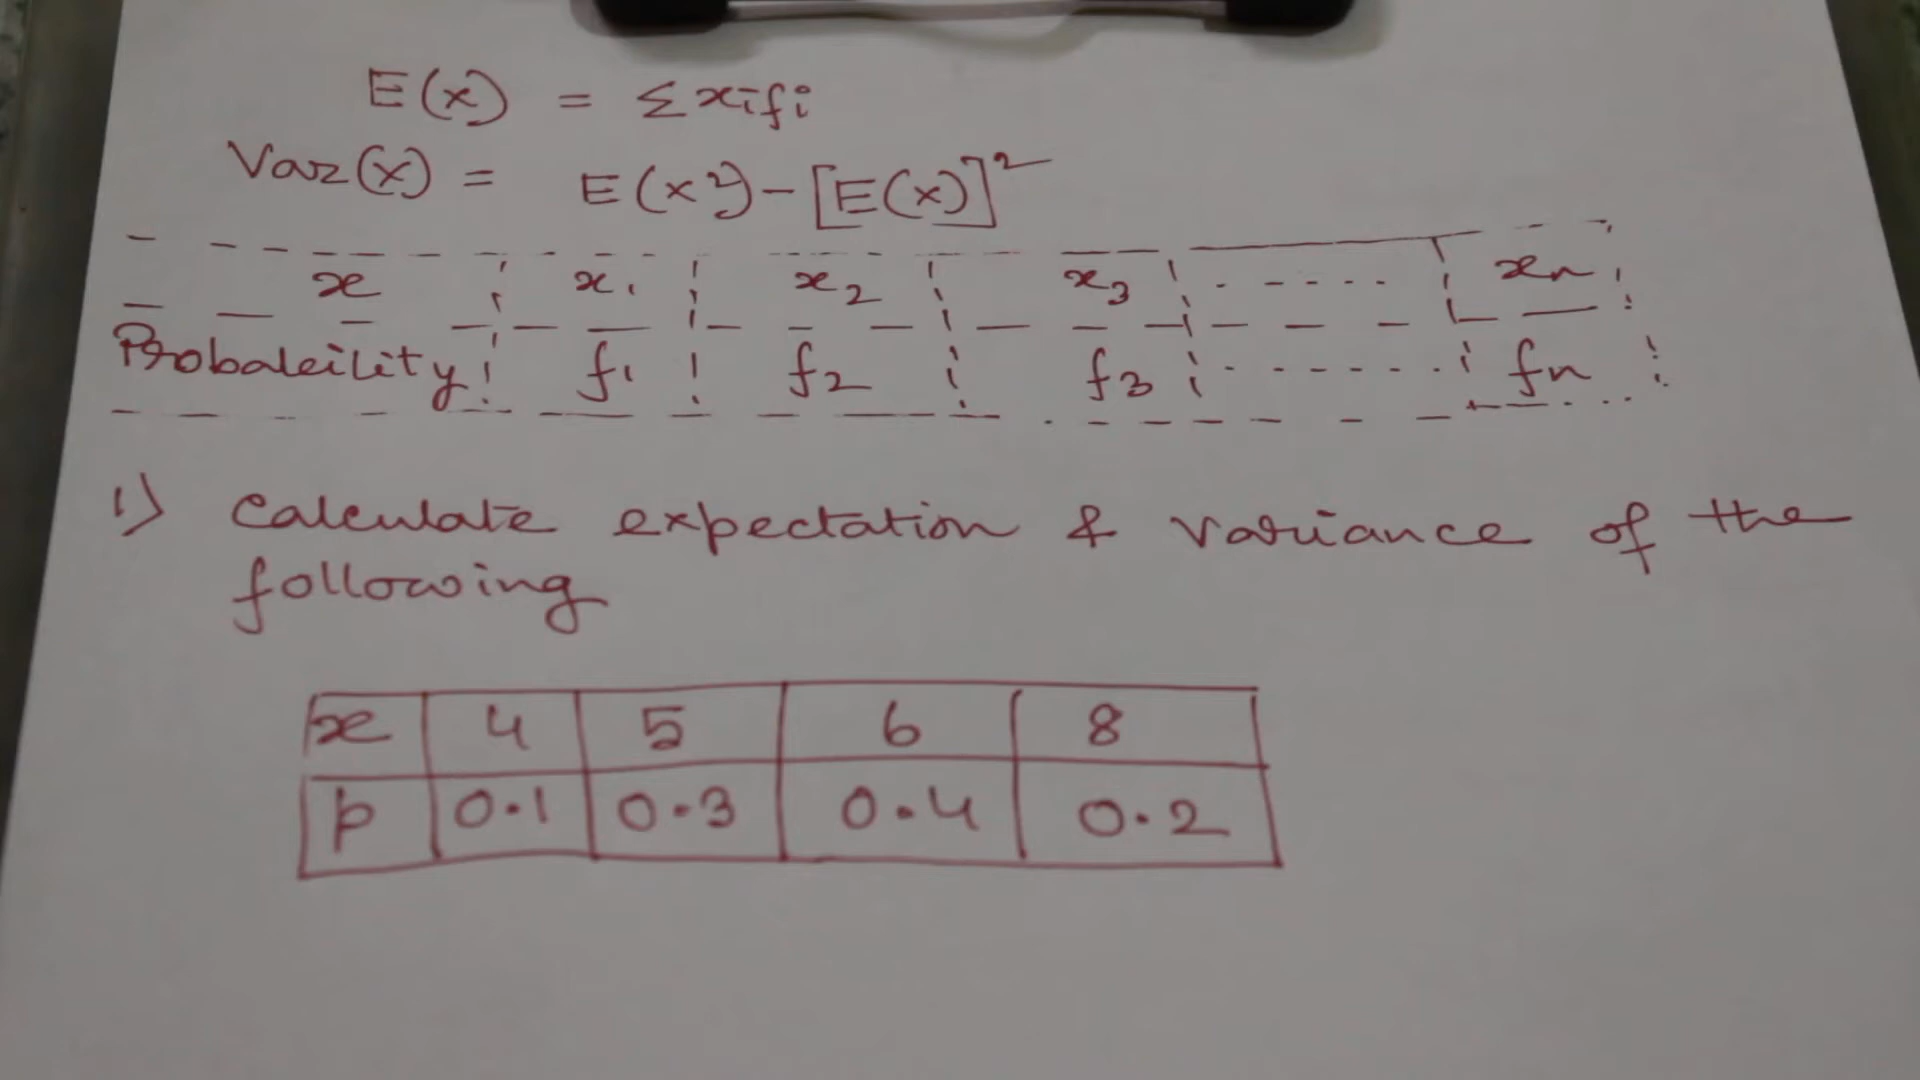 E(x) = Σxifi
Var(x) = E(x²)-[E(x)]²
x x1 x2 x3 ...... xn
Probability f1 f2 f3 ....... fn
1) Calculate expectation & variance of the
following
x 4 5 6 8
p 0.1 0.3 0.4 0.2